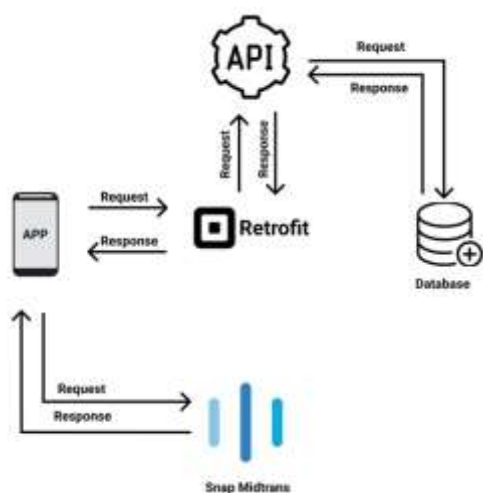 API
Request
Response
Request
Response
Request
APP
Retrofit
Response
Database
Request
Response
Snap Midtrans